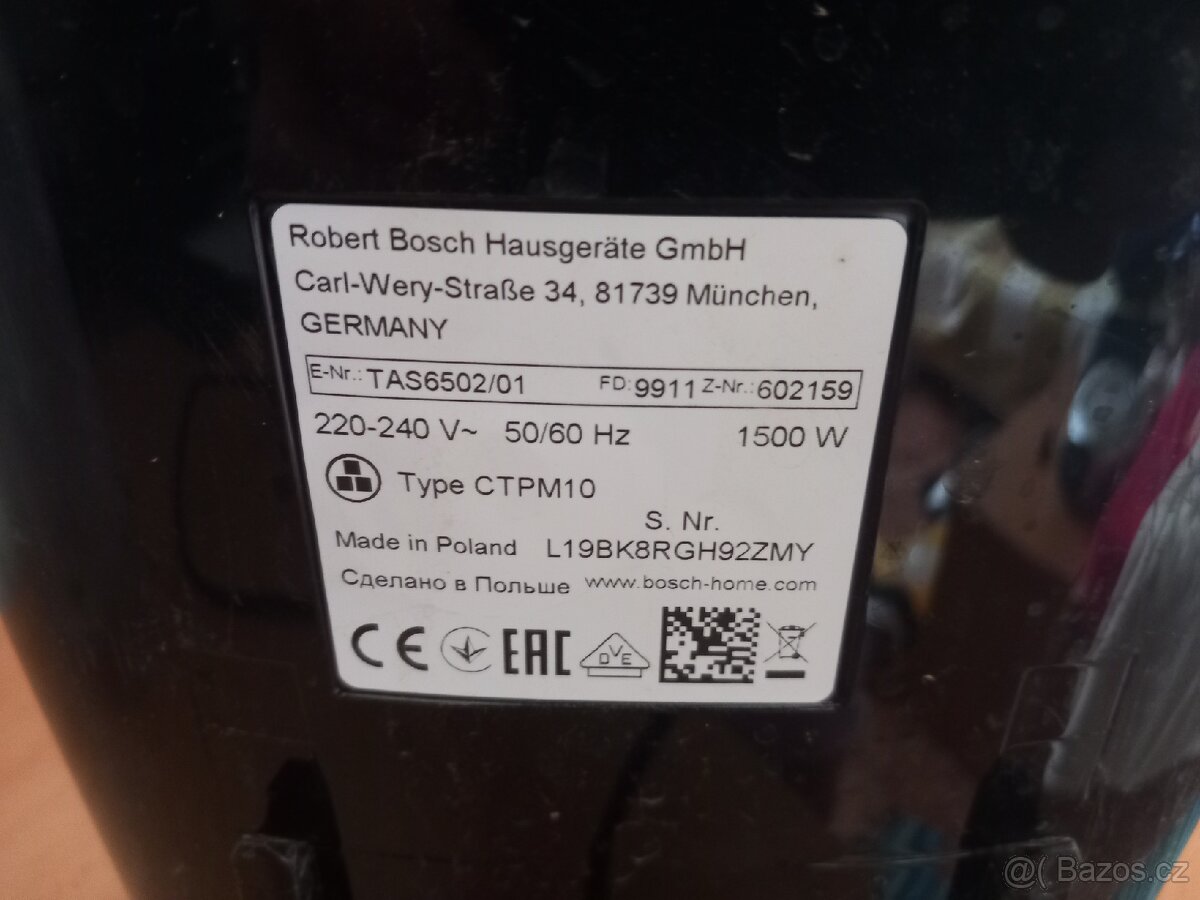 Robert Bosch Hausgeräte GmbH
Carl-Wery-Straße 34, 81739 München,
GERMANY
E-Nr.: TAS6502/01 FD: 9911 Z-Nr.: 602159
220-240 V~ 50/60 Hz 1500 W
Type CTPM10
S. Nr.
Made in Poland L19BK8RGH92ZMY
Сделано в Польше www.bosch-home.com
CE EAC DVE
@( Bazos.cz